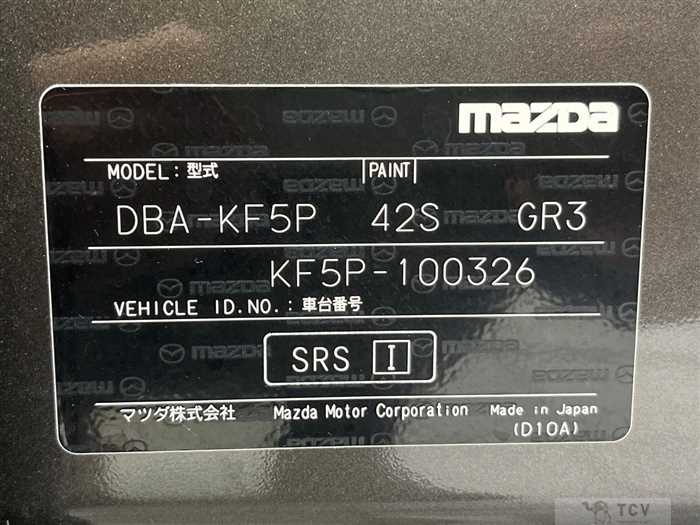 mazda
MODEL: 型式 PAINT
DBA-KF5P 42S GR3
KF5P-100326
VEHICLE ID.NO.: 車台番号
SRS I
マツダ株式会社 Mazda Motor Corporation Made in Japan
(D10A)
TCV